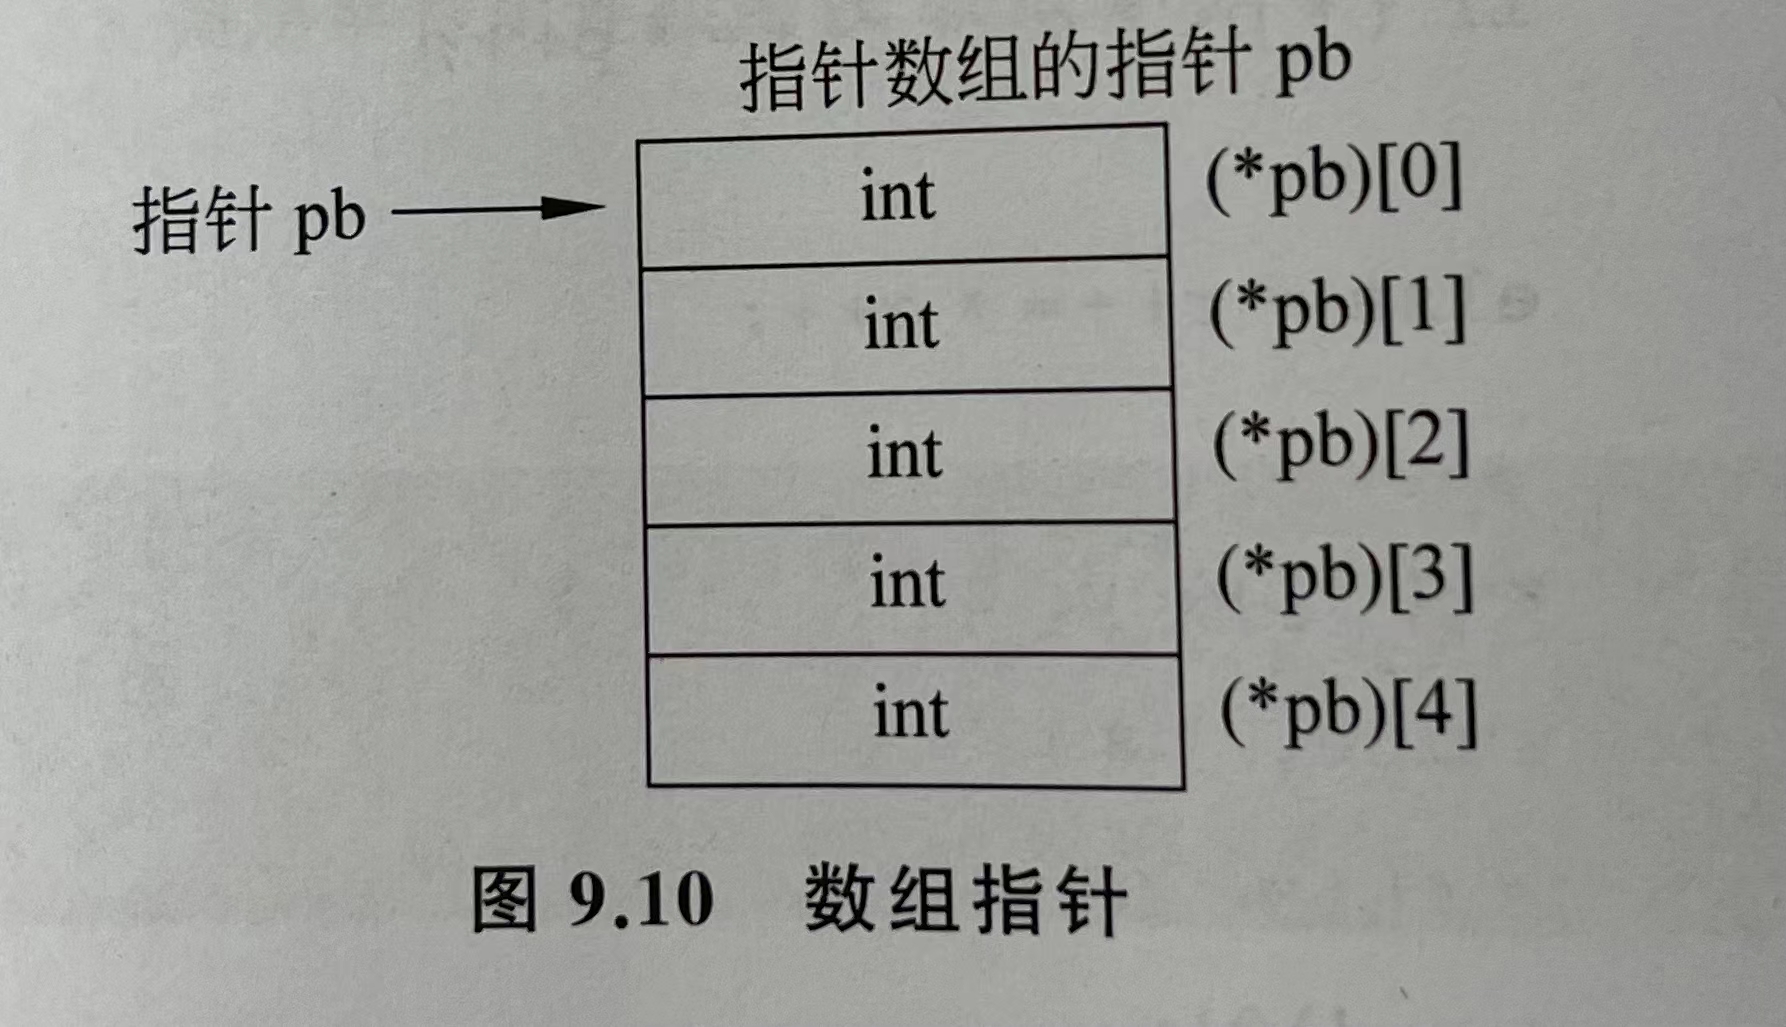 指针数组的指针 pb
指针 pb
int (*pb)[0]
int (*pb)[1]
int (*pb)[2]
int (*pb)[3]
int (*pb)[4]
图 9.10 数组指针